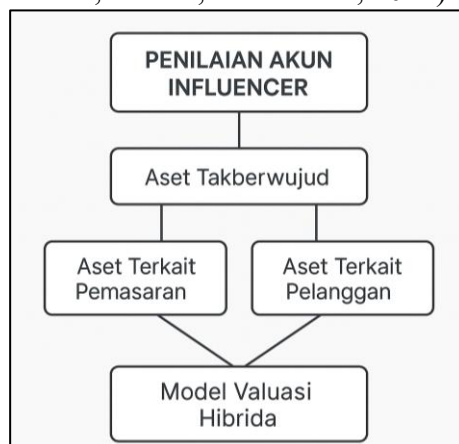 PENILAIAN AKUN
INFLUENCER
Aset Takberwujud
Aset Terkait
Pemasaran
Aset Terkait
Pelanggan
Model Valuasi
Hibrida